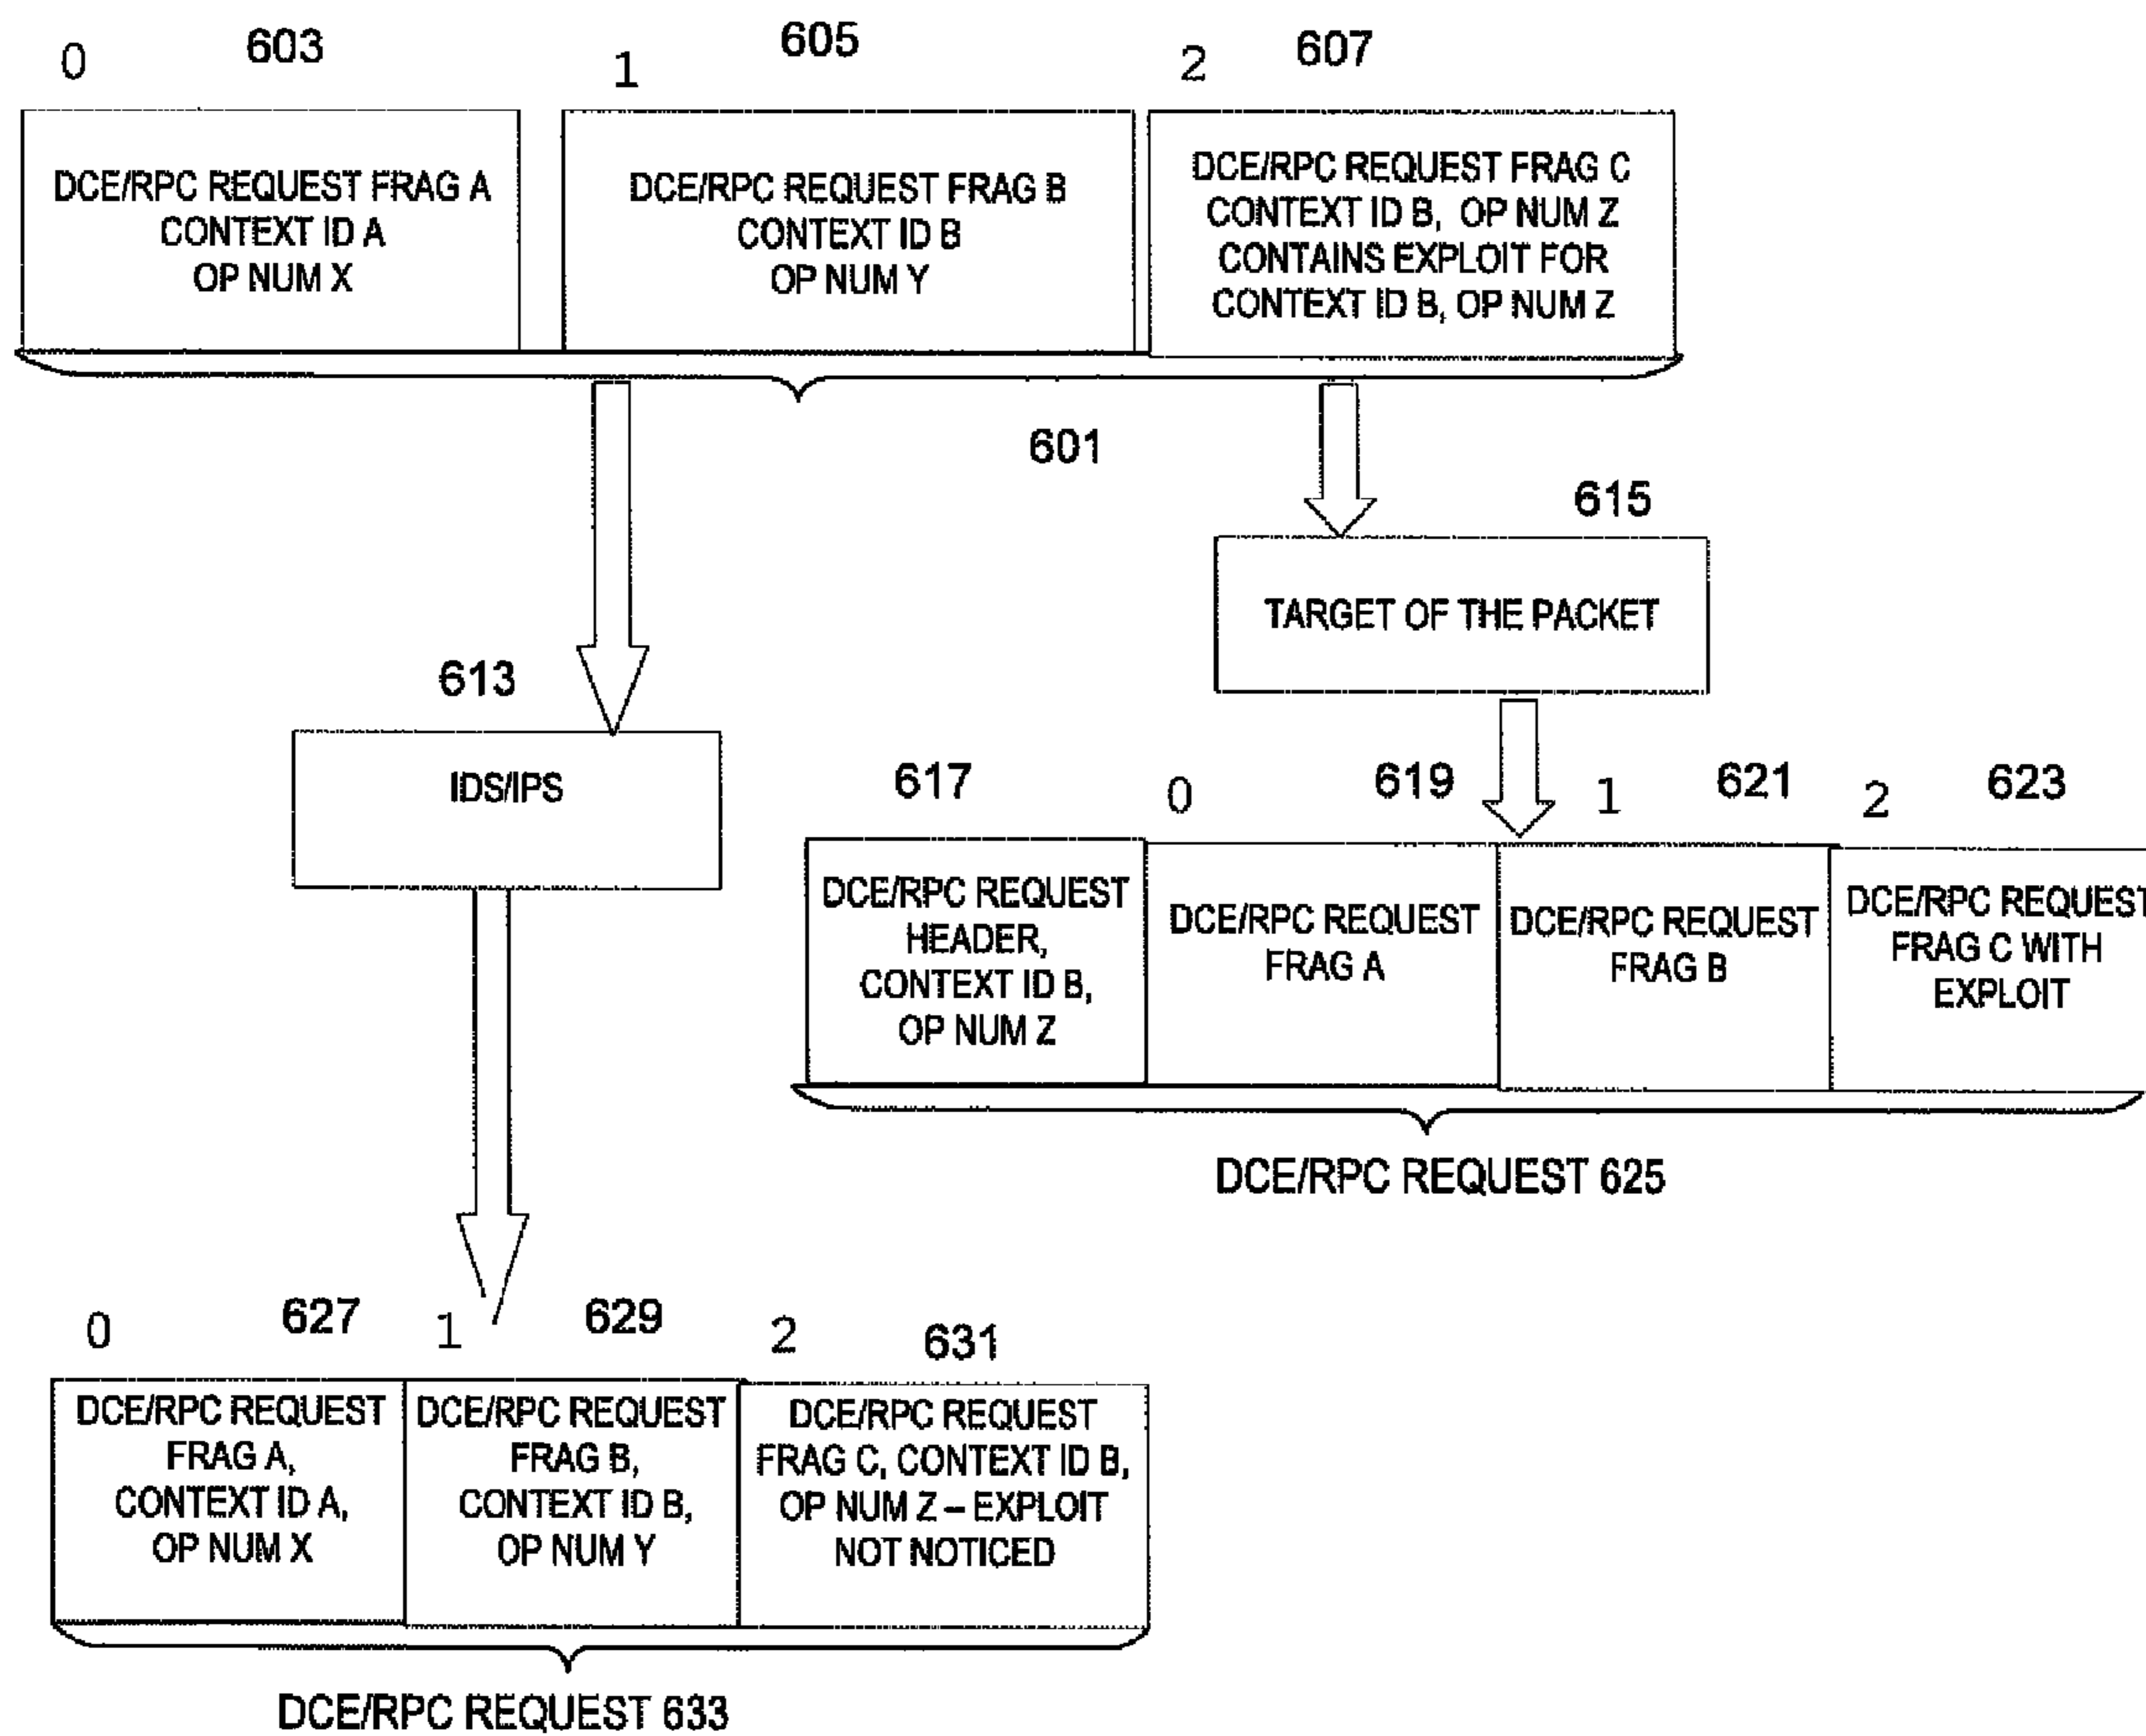 0 603 1 605 2 607
DCE/RPC REQUEST FRAG A
CONTEXT ID A
OP NUM X
DCE/RPC REQUEST FRAG B
CONTEXT ID B
OP NUM Y
DCE/RPC REQUEST FRAG C
CONTEXT ID B, OP NUM Z
CONTAINS EXPLOIT FOR
CONTEXT ID B, OP NUM Z
601
615
TARGET OF THE PACKET
613
IDS/IPS
617 0 619 1 621 2 623
DCE/RPC REQUEST
HEADER,
CONTEXT ID B,
OP NUM Z
DCE/RPC REQUEST
FRAG A
DCE/RPC REQUEST
FRAG B
DCE/RPC REQUEST
FRAG C WITH
EXPLOIT
DCE/RPC REQUEST 625
0 627 1 629 2 631
DCE/RPC REQUEST
FRAG A,
CONTEXT ID A,
OP NUM X
DCE/RPC REQUEST
FRAG B,
CONTEXT ID B,
OP NUM Y
DCE/RPC REQUEST
FRAG C, CONTEXT ID B,
OP NUM Z – EXPLOIT
NOT NOTICED
DCE/RPC REQUEST 633